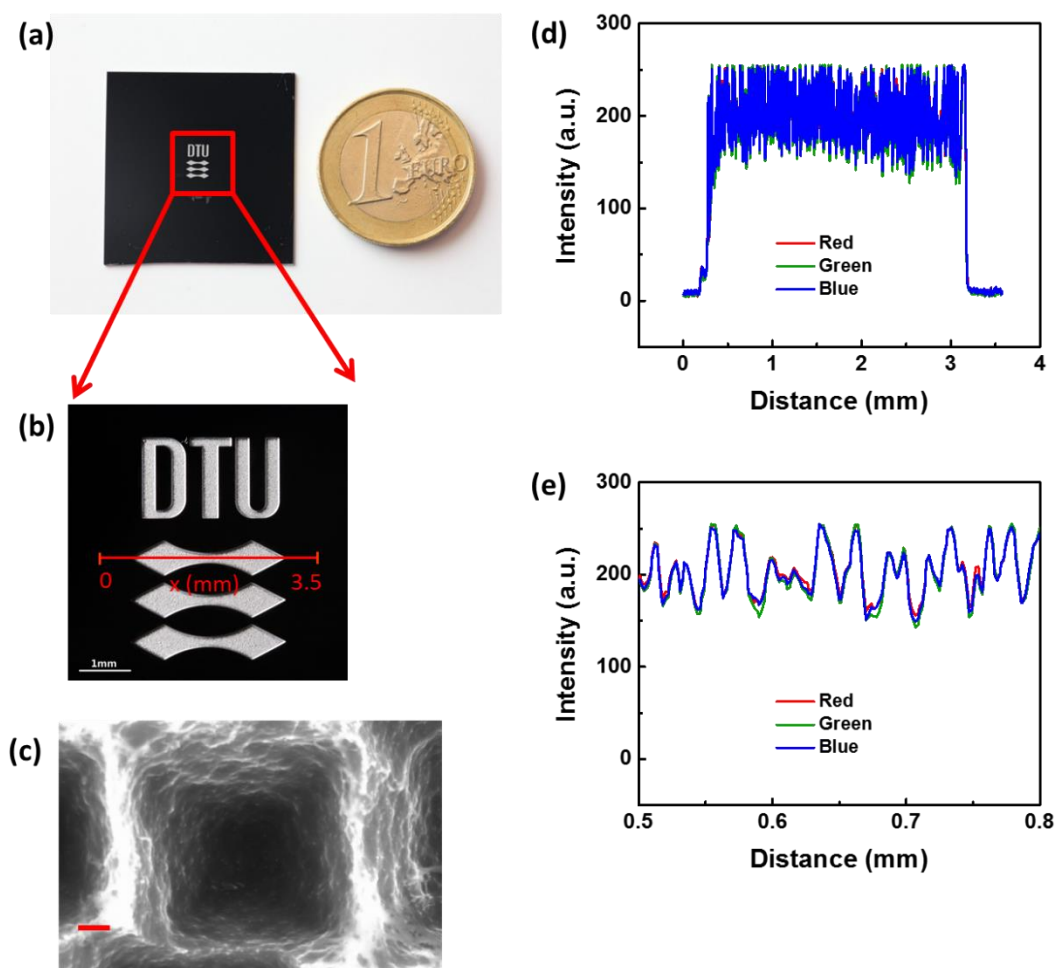 (a)
DTU
1
EURO
(b)
DTU
0
x (mm)
3.5
1mm
(c)
(d)
300
200
100
0
Intensity (a.u.)
Red
Green
Blue
0
1
2
3
4
Distance (mm)
(e)
300
200
100
0
Intensity (a.u.)
Red
Green
Blue
0.5
0.6
0.7
0.8
Distance (mm)